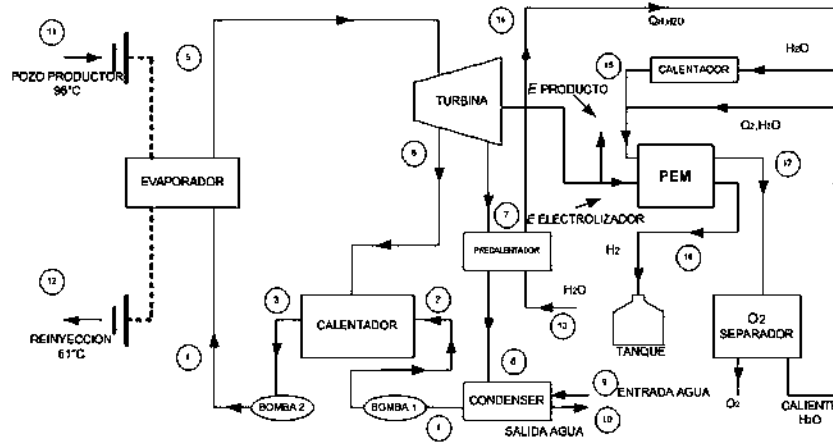 11
POZO PRODUCTOR
96°C
5
EVAPORADOR
12
REINYECCION
61°C
4
BOMBA 2
3
CALENTADOR
2
BOMBA 1
1
6
TURBINA
7
PRECALENTADOR
H2O
13
8
CONDENSER
9
ENTRADA AGUA
10
SALIDA AGUA
14
E PRODUCTO
E ELECTROLIZADOR
15
CALENTADOR
H2O
O2,H2O
PEM
17
H2
16
TANQUE
O2
SEPARADOR
O2
CALIENTE
H2O